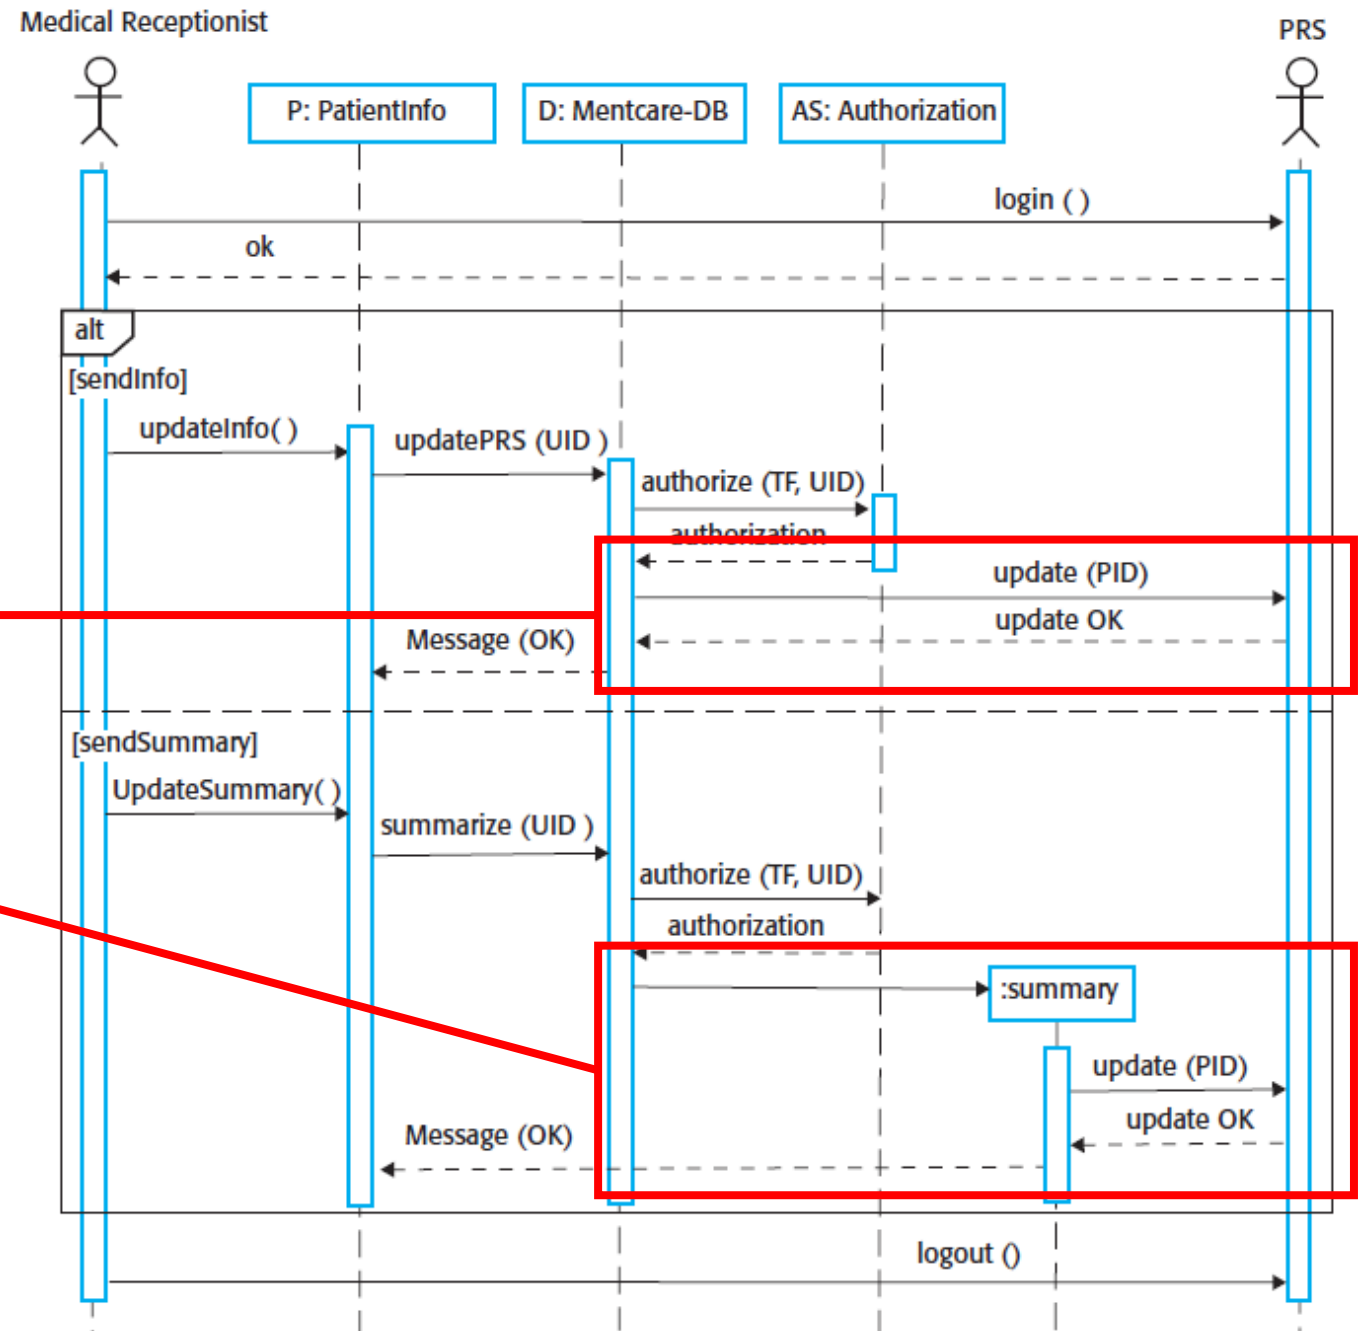 Medical Receptionist
PRS
P: PatientInfo
D: Mentcare-DB
AS: Authorization
login ( )
ok
alt
[sendInfo]
updateInfo( )
updatePRS (UID )
authorize (TF, UID)
authorization
update (PID)
update OK
Message (OK)
[sendSummary]
UpdateSummary( )
summarize (UID )
authorize (TF, UID)
authorization
:summary
update (PID)
update OK
Message (OK)
logout ()